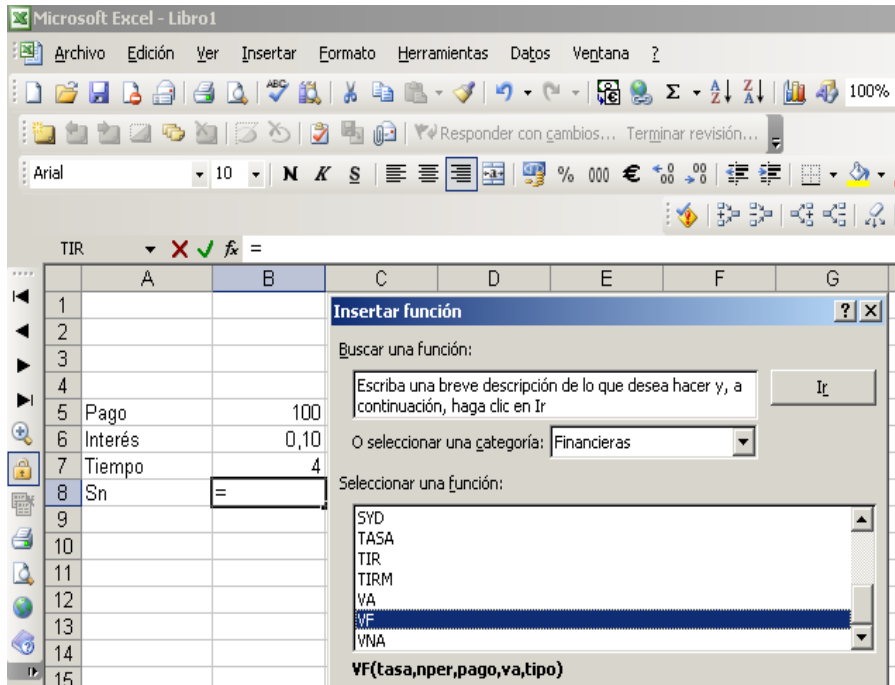 Microsoft Excel - Libro1
Archivo Edición Ver Insertar Formato Herramientas Datos Ventana ?
ABC Σ A Z Z A 100%
Responder con cambios... Terminar revisión...
Arial 10 N K S a % 000 €
TIR fx =
A B C D E F G
1
2
3
4
5 Pago 100
6 Interés 0,10
7 Tiempo 4
8 Sn =
9
10
11
12
13
14
15
Insertar función
? X
Buscar una función:
Escriba una breve descripción de lo que desea hacer y, a
continuación, haga clic en Ir
Ir
O seleccionar una categoría: Financieras
Seleccionar una función:
SYD
TASA
TIR
TIRM
VA
VF
VNA
VF(tasa,nper,pago,va,tipo)